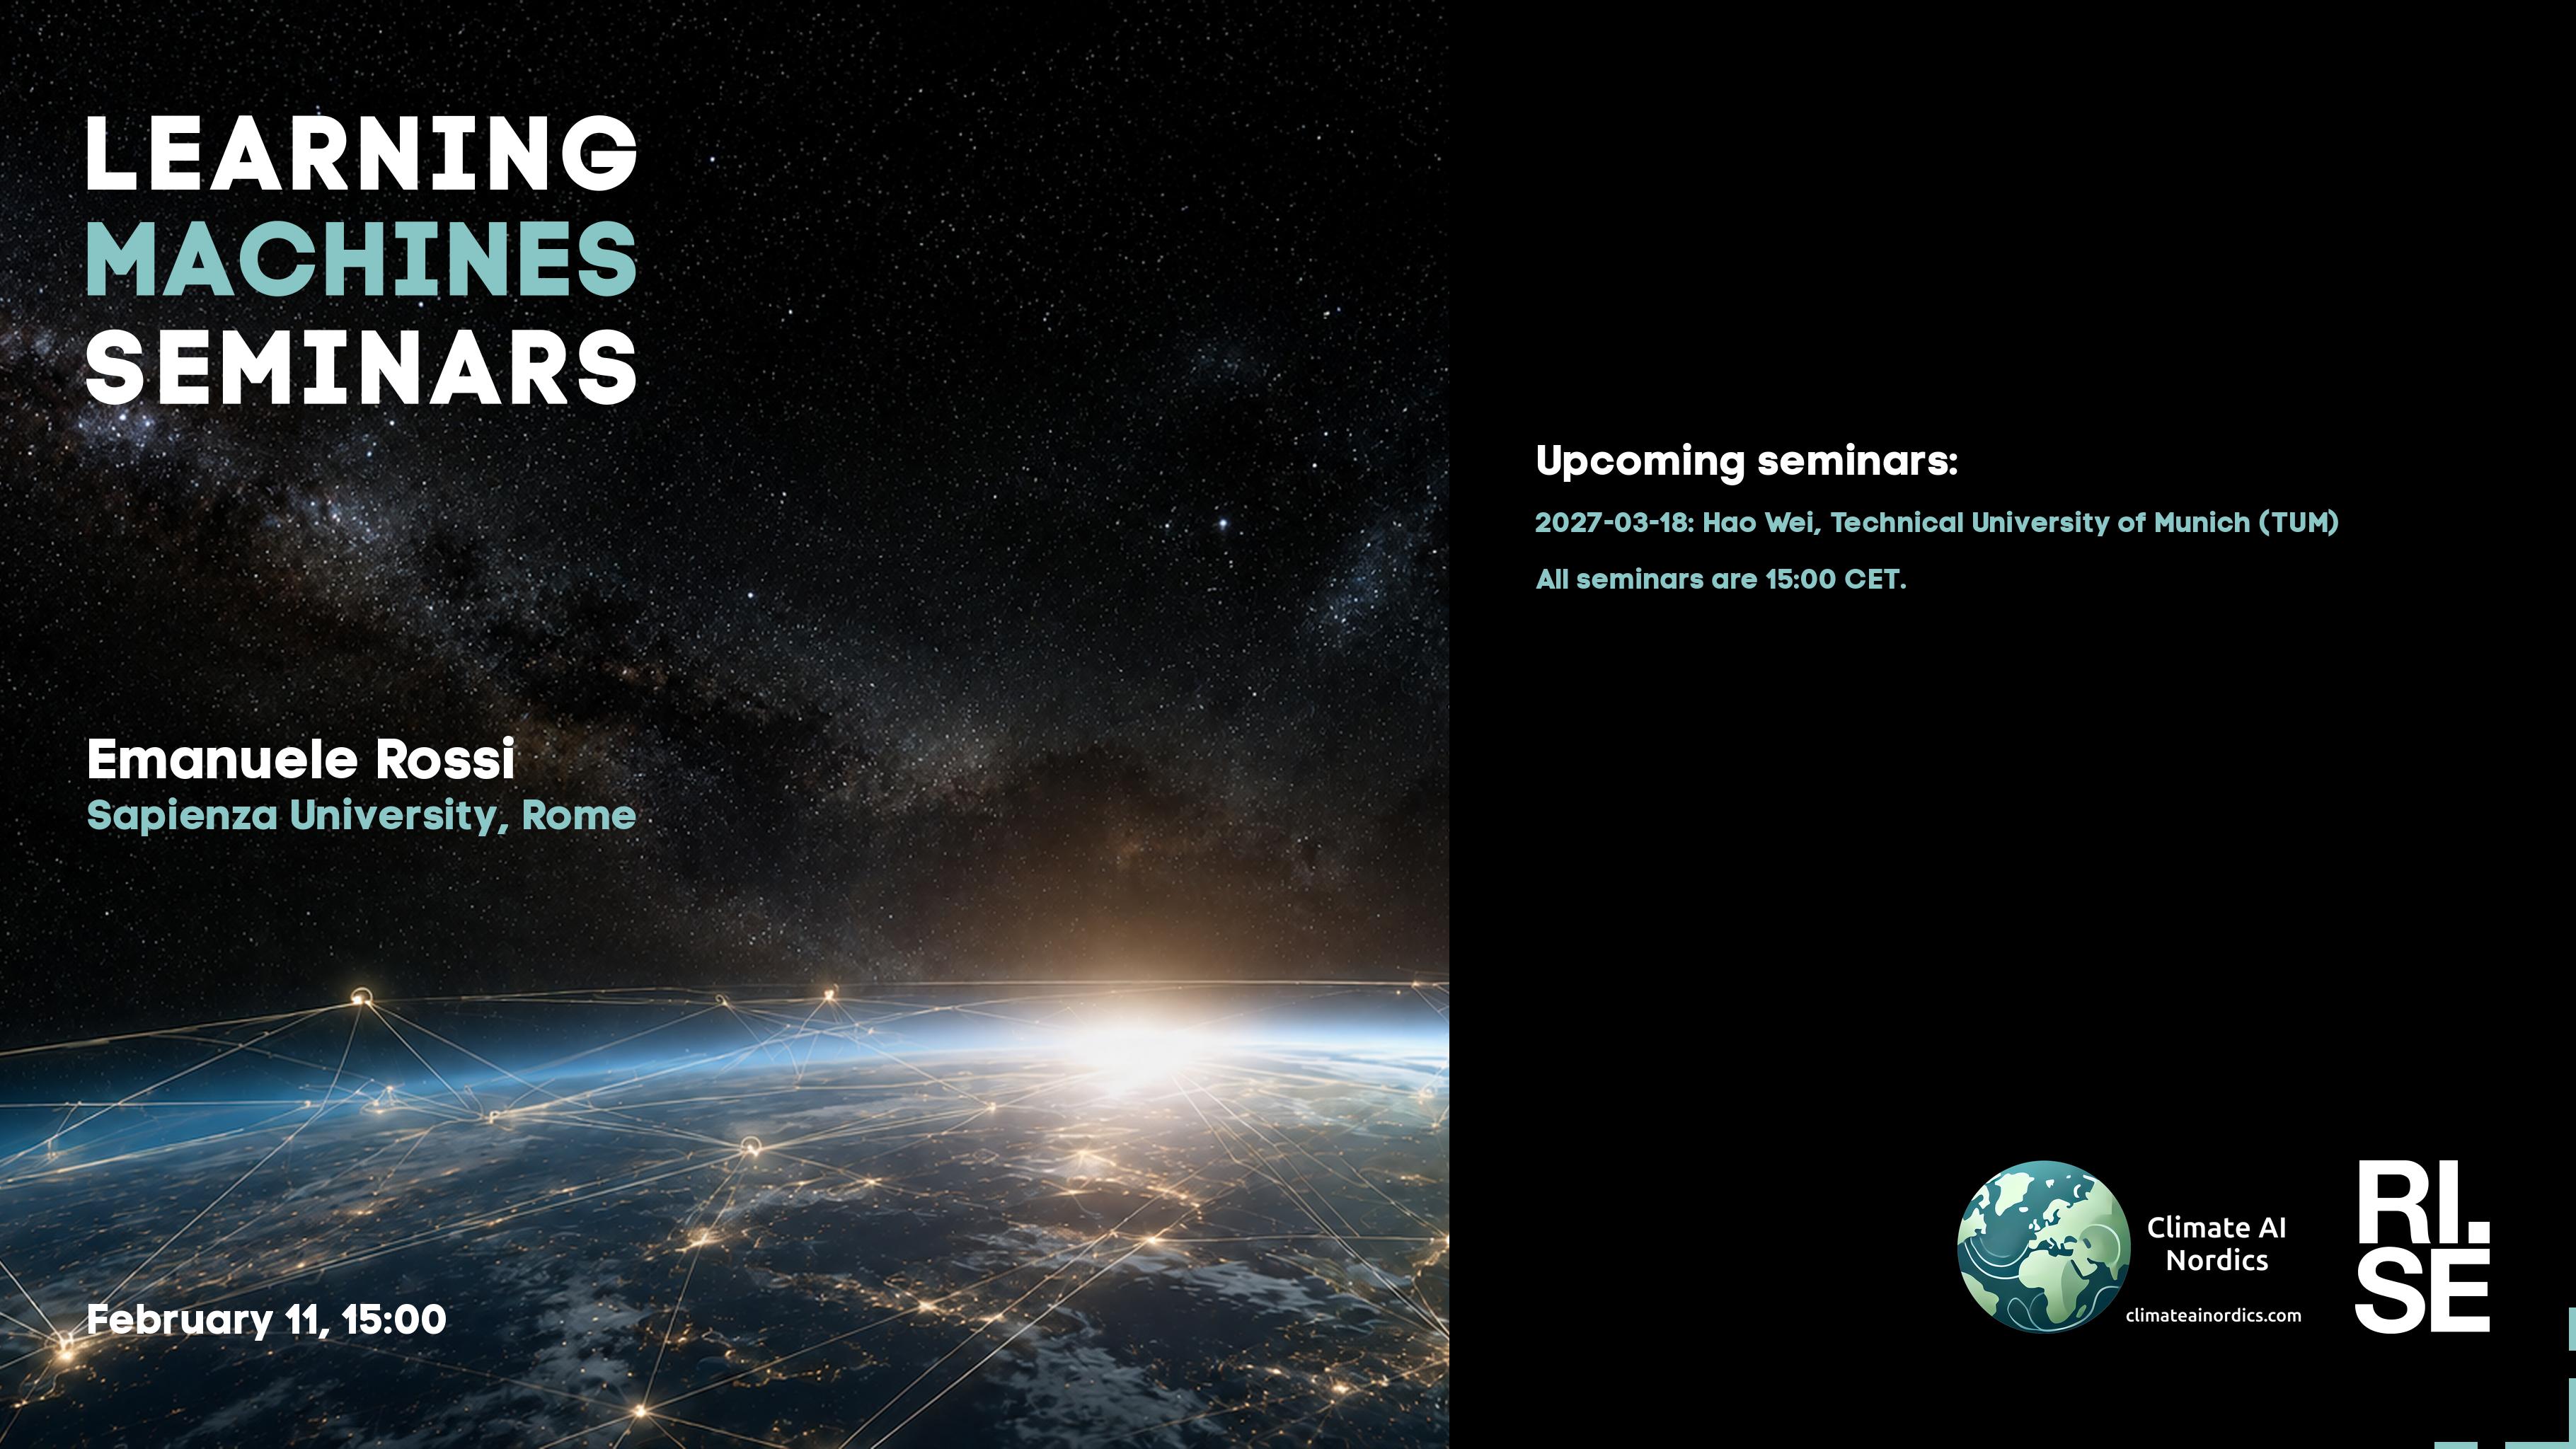 LEARNING
MACHINES
SEMINARS
Emanuele Rossi
Sapienza University, Rome
February 11, 15:00
Upcoming seminars:
2027-03-18: Hao Wei, Technical University of Munich (TUM)
All seminars are 15:00 CET.
Climate AI
Nordics
climateainordics.com
RI.
SE